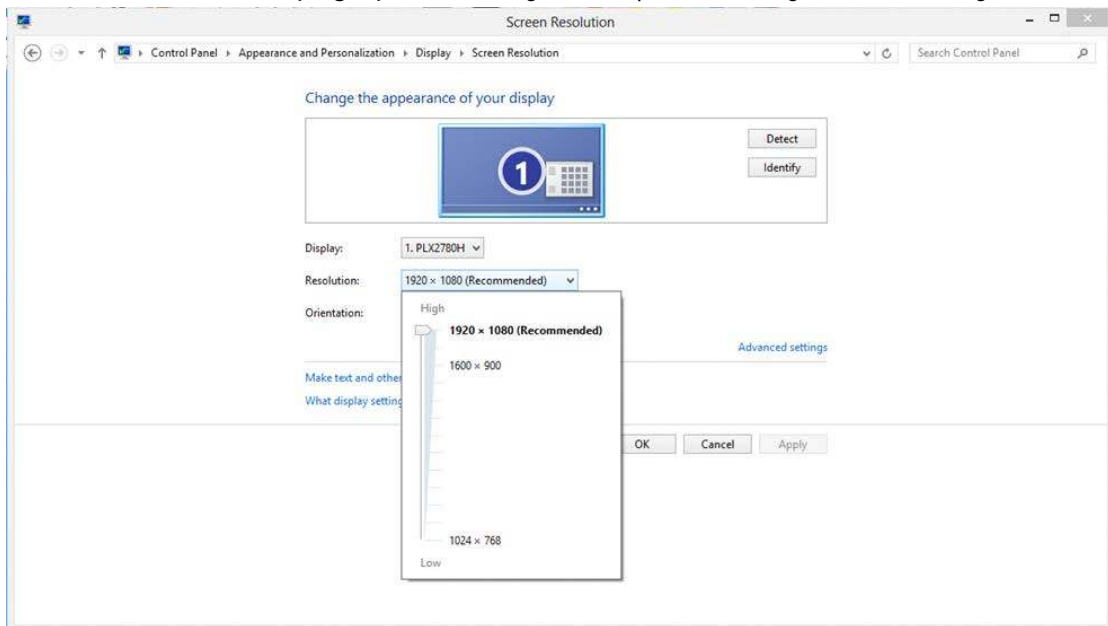 Screen Resolution
Control Panel Appearance and Personalization Display Screen Resolution
Search Control Panel
Change the appearance of your display
1
Detect
Identify
Display: 1. PLX2780H
Resolution: 1920 × 1080 (Recommended)
Orientation:
High
1920 × 1080 (Recommended)
1600 × 900
1024 × 768
Low
Advanced settings
Make text and other
What display setting
OK Cancel Apply